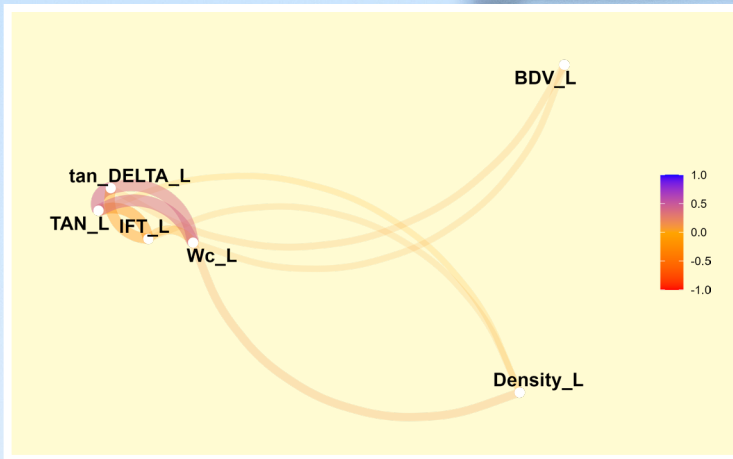 BDV_L
tan_DELTA_L
TAN_L IFT_L
Wc_L
Density_L
1.0
0.5
0.0
-0.5
-1.0